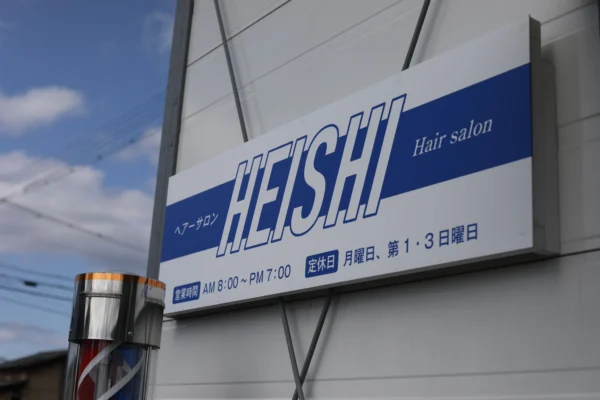 ヘアーサロン HEISHI Hair salon
営業時間 AM 8:00～PM 7:00 定休日 月曜日、第1・3日曜日